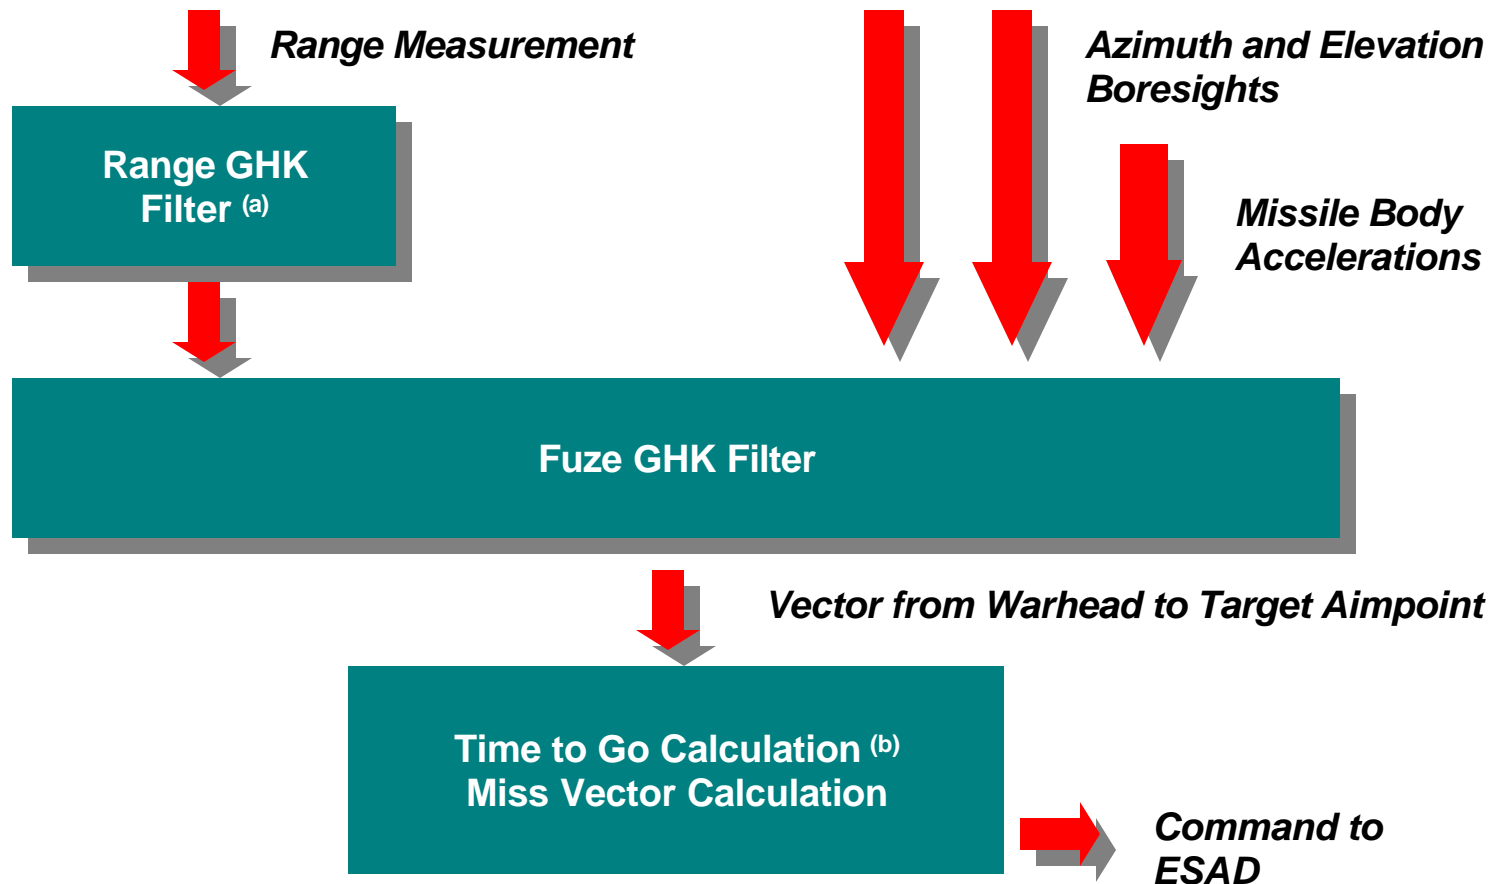 Range Measurement
Azimuth and Elevation
Boresights
Range GHK
Filter (a)
Missile Body
Accelerations
Fuze GHK Filter
Vector from Warhead to Target Aimpoint
Time to Go Calculation (b)
Miss Vector Calculation
Command to
ESAD